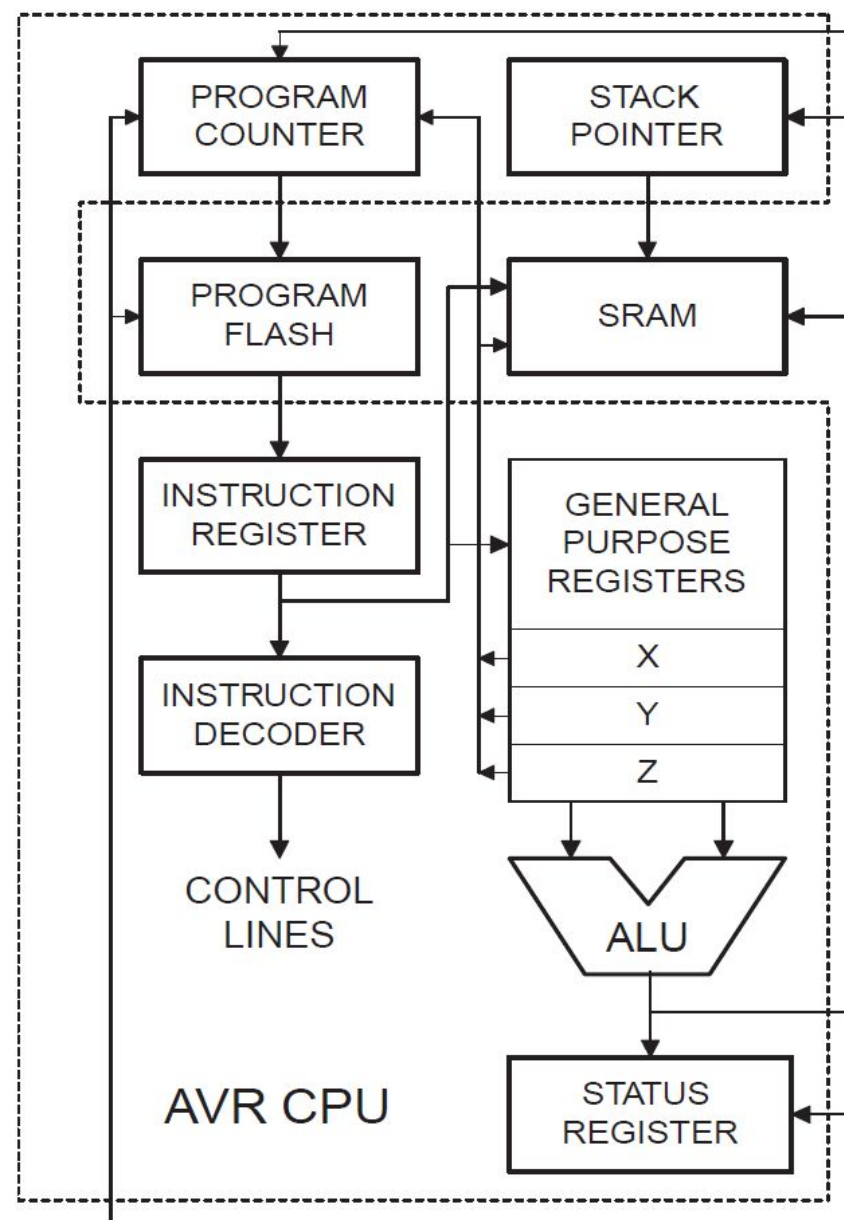 PROGRAM
COUNTER
STACK
POINTER
PROGRAM
FLASH
SRAM
INSTRUCTION
REGISTER
GENERAL
PURPOSE
REGISTERS
X
Y
Z
INSTRUCTION
DECODER
CONTROL
LINES
ALU
AVR CPU
STATUS
REGISTER